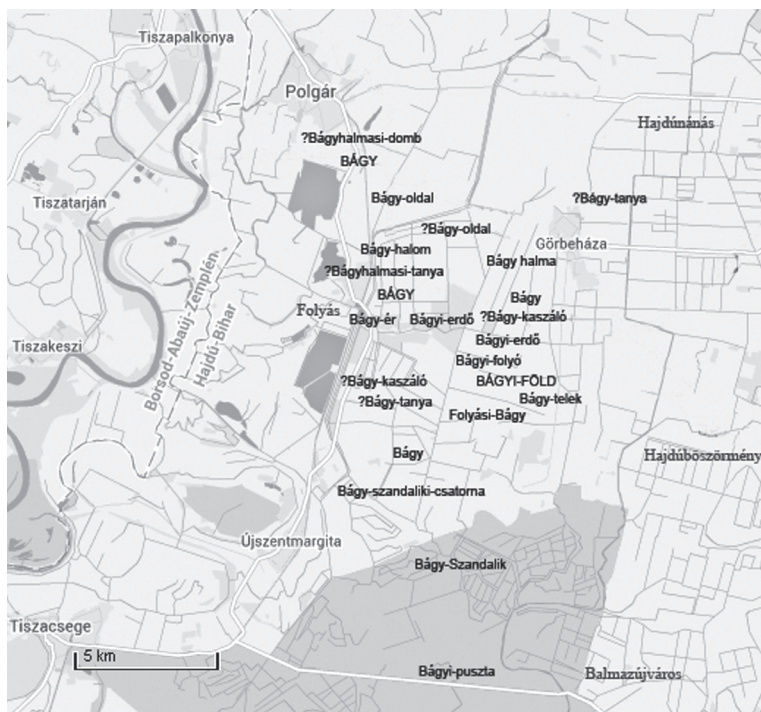 Tiszapalkonya
Polgár
Hajdúnánás
?Bágyhalmasi-domb
BÁGY
Tiszatarján
Bágy-oldal
?Bágy-tanya
?Bágy-oldal
Görbeháza
Bágy-halom
Bágy halma
?Bágyhalmasi-tanya
BÁGY
Bágy
Folyás
Bágy-ér
Bágyi-erdő
?Bágy-kaszáló
Borsod-Abaúj-Zemplén
Hajdú-Bihar
Tiszakeszi
Bágyi-erdő
Bágyi-folyó
?Bágy-kaszáló
BÁGYI-FÖLD
?Bágy-tanya
Bágy-telek
Folyási-Bágy
Bágy
Hajdúböszörmény
Bágy-szandaliki-csatorna
Újszentmargita
Bágy-Szandalik
Tiszacsege
5 km
Bágyi-puszta
Balmazújváros